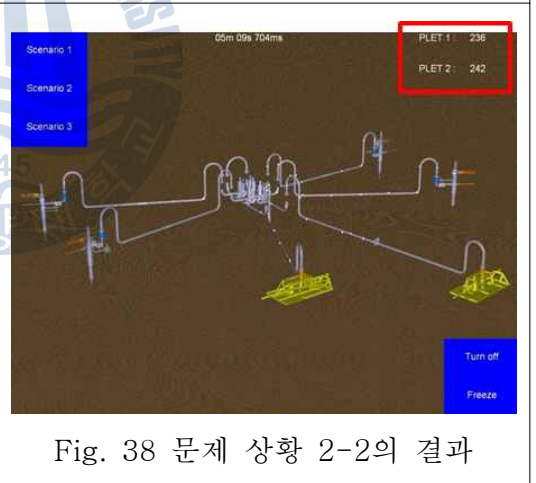 05m 09s 704ms
PLET 1 : 236
PLET 2 : 242
Scenario 1
Scenario 2
Scenario 3
45
Turn off
Freeze
Fig. 38 문제 상황 2-2의 결과